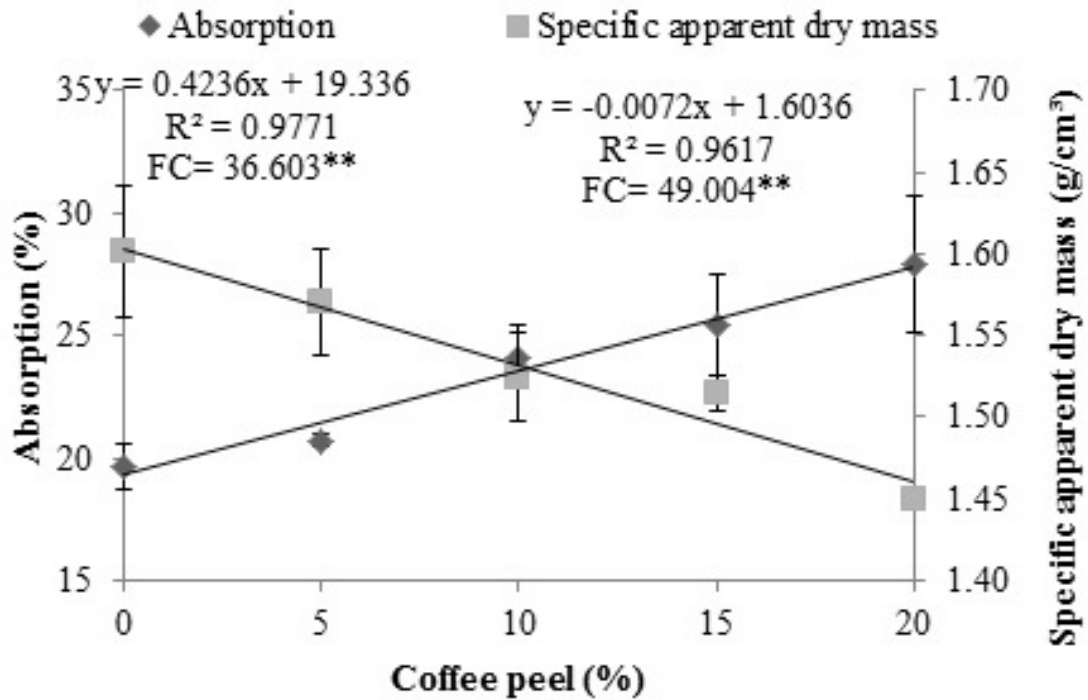 Absorption
Specific apparent dry mass
y = 0.4236x + 19.336
R² = 0.9771
FC= 36.603**
y = -0.0072x + 1.6036
R² = 0.9617
FC= 49.004**
Absorption (%)
35
30
25
20
15
1.70
1.65
1.60
1.55
1.50
1.45
1.40
Specific apparent dry mass (g/cm³)
0 5 10 15 20
Coffee peel (%)